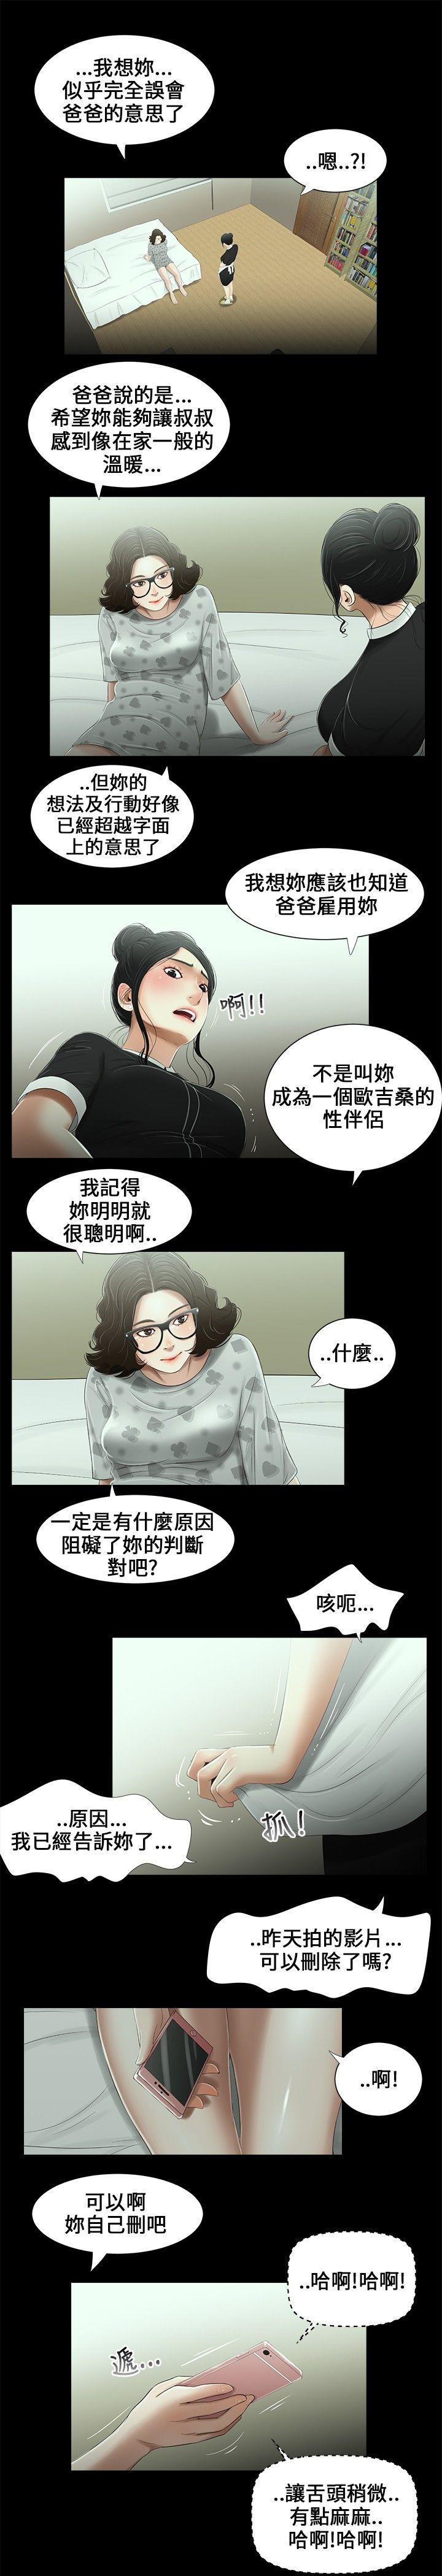 ...我想妳...
似乎完全誤會
爸爸的意思了
..嗯..?!
爸爸說的是...
希望妳能夠讓叔叔
感到像在家一般的
溫暖...
..但妳的
想法及行動好像
已經超越字面
上的意思了
我想妳應該也知道
爸爸雇用妳
啊!!
不是叫妳
成為一個歐吉桑的
性伴侶
我記得
妳明明就
很聰明啊..
..什麼..
一定是有什麼原因
阻礙了妳的判斷
對吧?
咳呃...
抓!
..原因...
我已經告訴妳了...
..昨天拍的影片...
可以刪除了嗎?
..啊!
可以啊
妳自己刪吧
..哈啊!哈啊!
遞...
..讓舌頭稍微..
有點麻麻..
哈啊!哈啊!